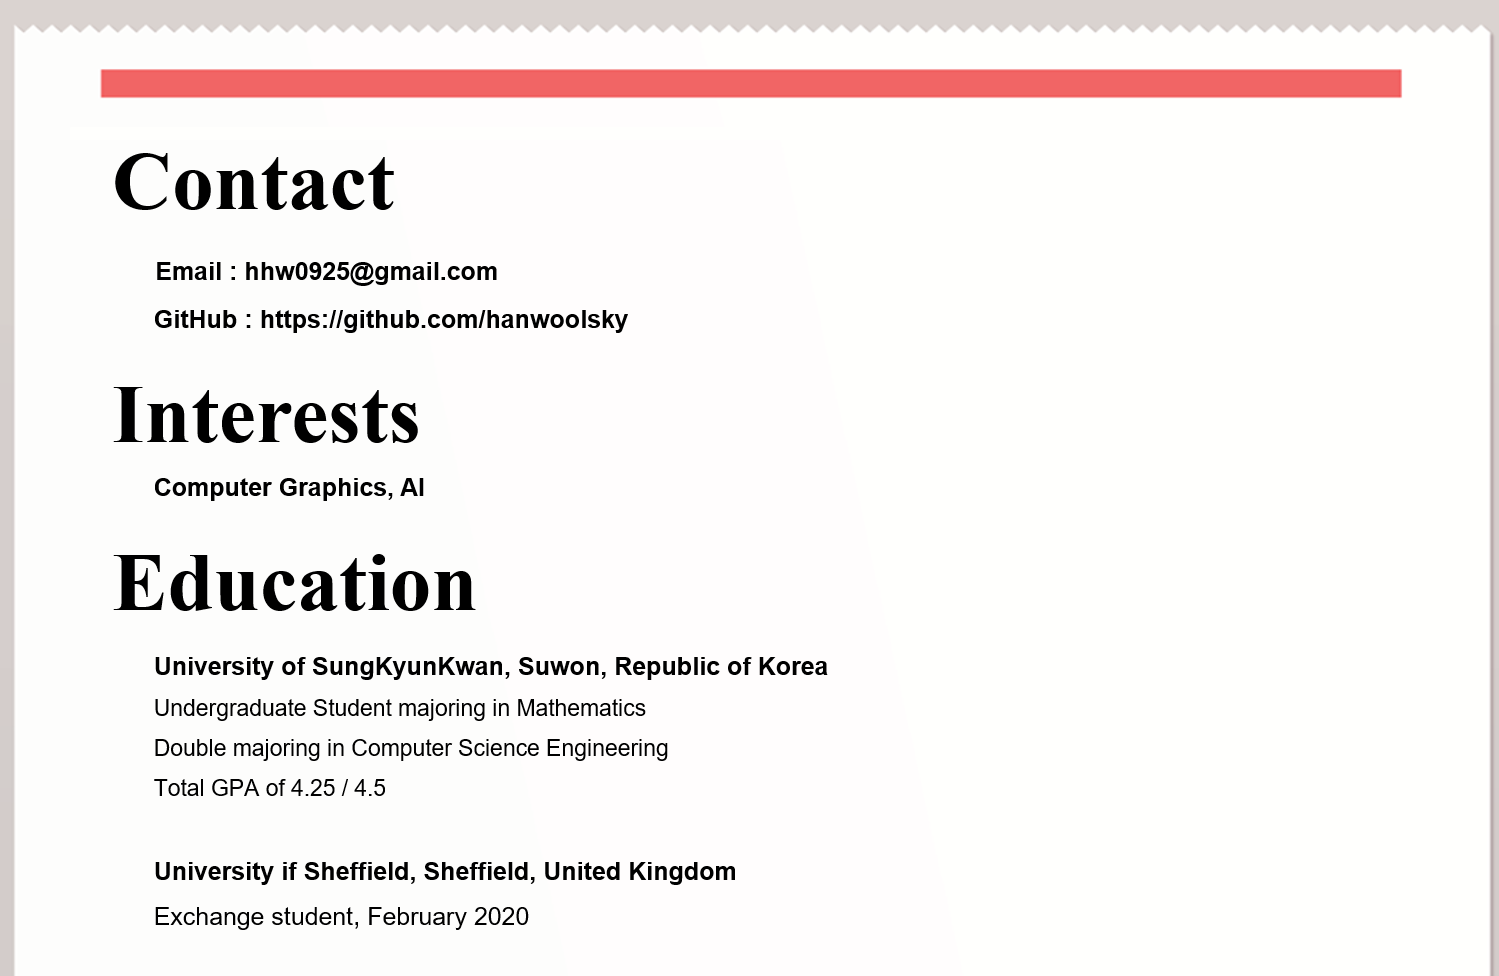 Contact
Email : hhw0925@gmail.com
GitHub : https://github.com/hanwoolsky
Interests
Computer Graphics, AI
Education
University of SungKyunKwan, Suwon, Republic of Korea
Undergraduate Student majoring in Mathematics
Double majoring in Computer Science Engineering
Total GPA of 4.25 / 4.5
University if Sheffield, Sheffield, United Kingdom
Exchange student, February 2020